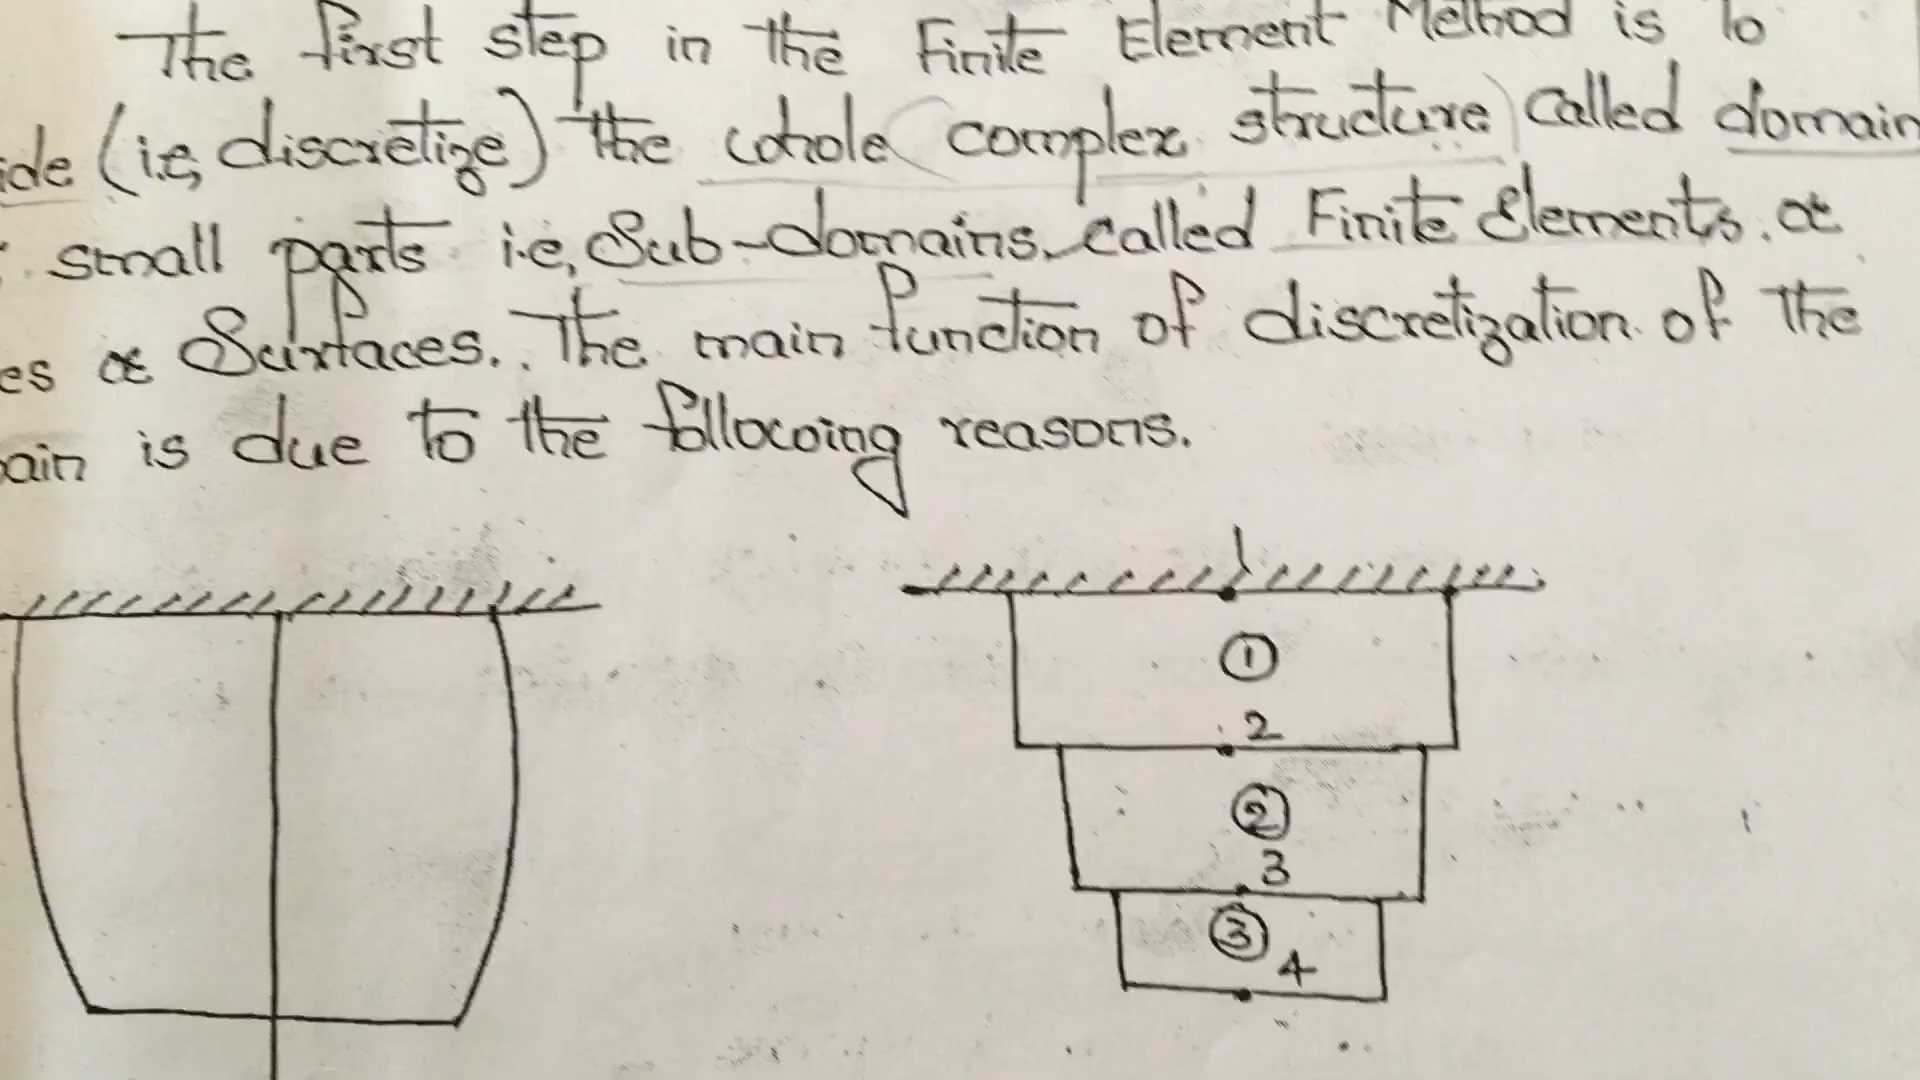 The first step in the Finite Element Method is to
ide (i.e, discretize) the whole (complex structure) called domain
small parts i.e, Sub-domains, called Finite Elements. or
es or Surfaces. The main function of discretization of the
ain is due to the following reasons.
1
①
2
②
3
③
4